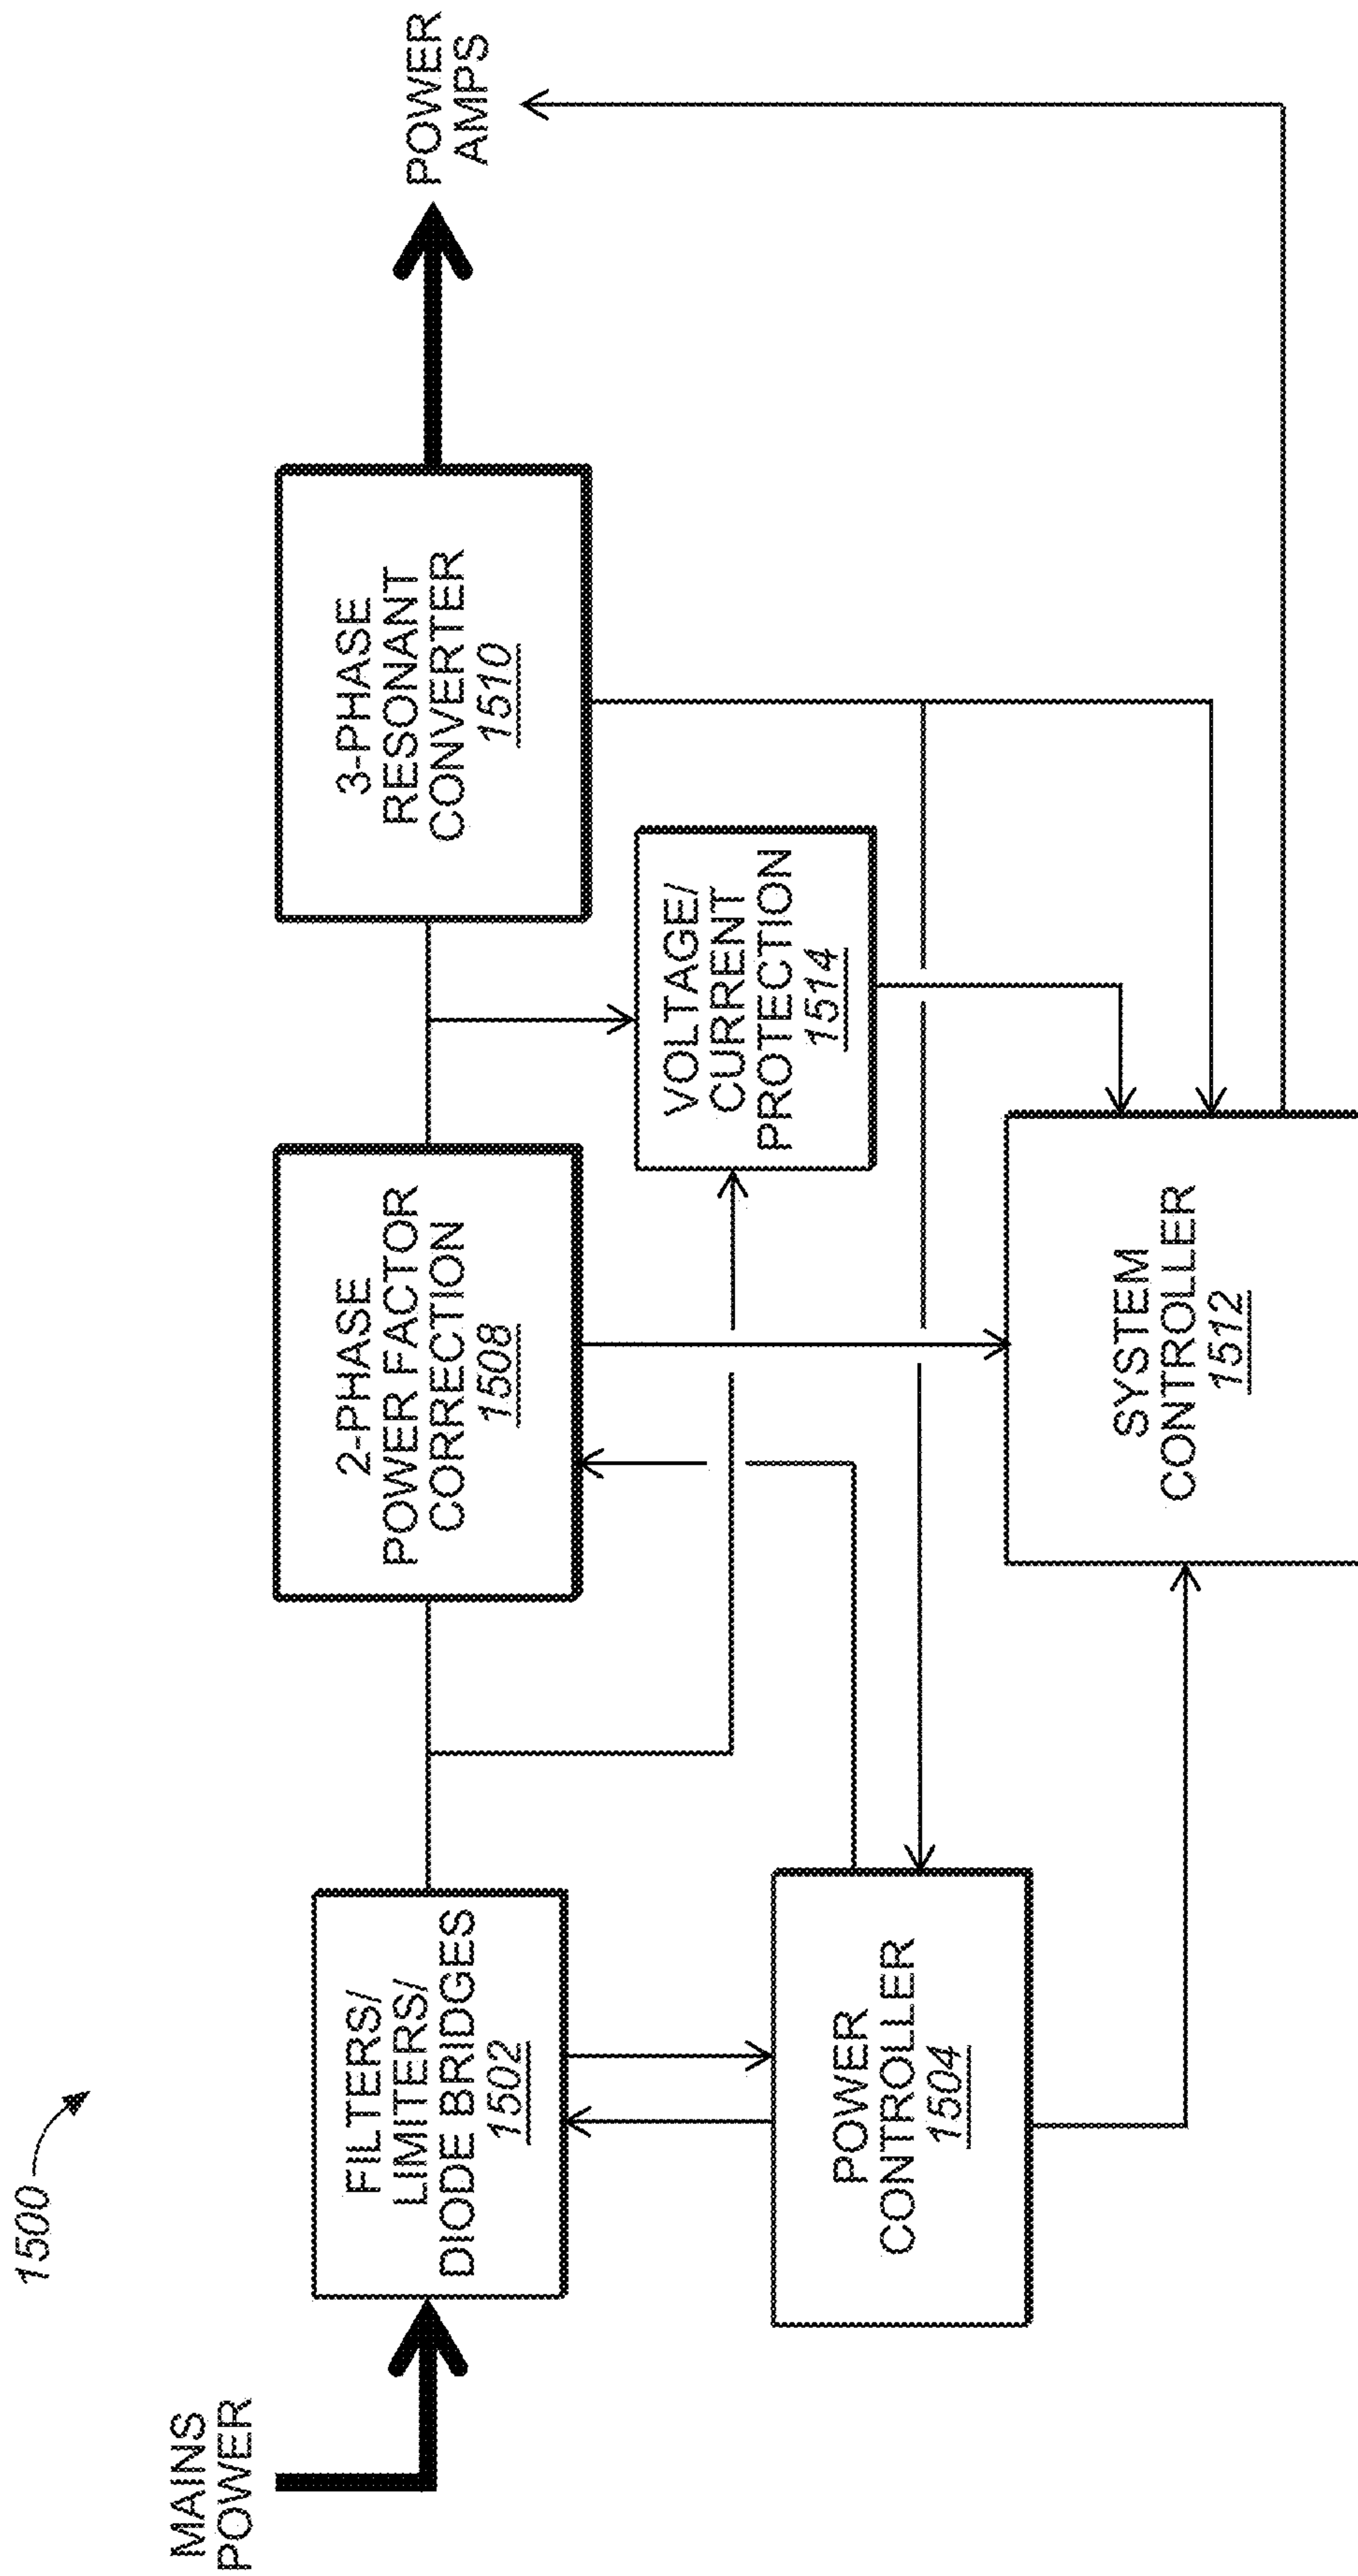 1500
MAINS
POWER
FILTERS/
LIMITERS/
DIODE BRIDGES
1502
2-PHASE
POWER FACTOR
CORRECTION
1508
3-PHASE
RESONANT
CONVERTER
1510
POWER
AMPS
VOLTAGE/
CURRENT
PROTECTION
1514
POWER
CONTROLLER
1504
SYSTEM
CONTROLLER
1512